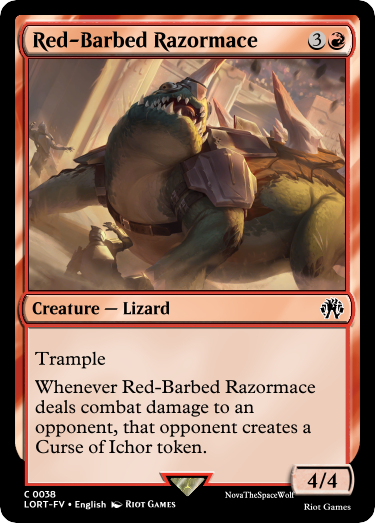 Red-Barbed Razormace 3
Creature — Lizard
Trample
Whenever Red-Barbed Razormace
deals combat damage to an
opponent, that opponent creates a
Curse of Ichor token.
4/4
C 0038
LORT-FV • English RIOT GAMES
NovaTheSpaceWolf
Riot Games